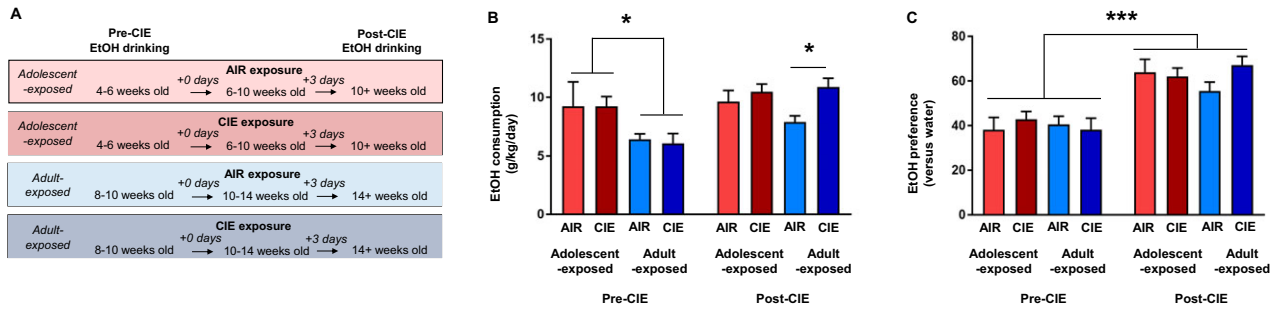 A
Pre-CIE
EtOH drinking
Post-CIE
EtOH drinking
Adolescent
-exposed
AIR exposure
+0 days
+3 days
4-6 weeks old
6-10 weeks old
10+ weeks old
Adolescent
-exposed
CIE exposure
+0 days
+3 days
4-6 weeks old
6-10 weeks old
10+ weeks old
Adult-
exposed
AIR exposure
+0 days
+3 days
8-10 weeks old
10-14 weeks old
14+ weeks old
Adult-
exposed
CIE exposure
+0 days
+3 days
8-10 weeks old
10-14 weeks old
14+ weeks old
B
EtOH consumption
(g/kg/day)
15
10
5
0
*
*
AIR CIE AIR CIE AIR CIE AIR CIE
Adolescent
-exposed
Adult
-exposed
Adolescent
-exposed
Adult
-exposed
Pre-CIE
Post-CIE
C
EtOH preference
(versus water)
80
60
40
20
0
***
AIR CIE AIR CIE AIR CIE AIR CIE
Adolescent
-exposed
Adult
-exposed
Adolescent
-exposed
Adult
-exposed
Pre-CIE
Post-CIE